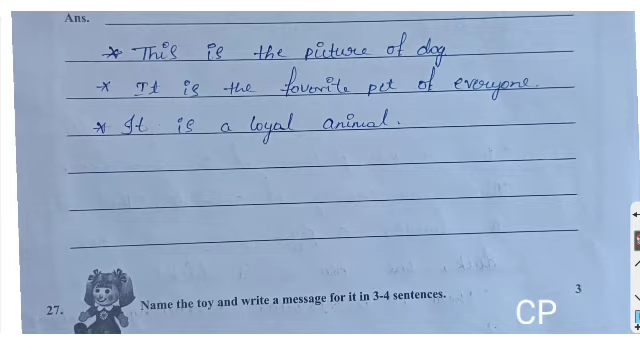 Ans.
* This is the picture of dog
* It is the favorite pet of everyone.
* It is a loyal animal.
27. Name the toy and write a message for it in 3-4 sentences. 3
CP